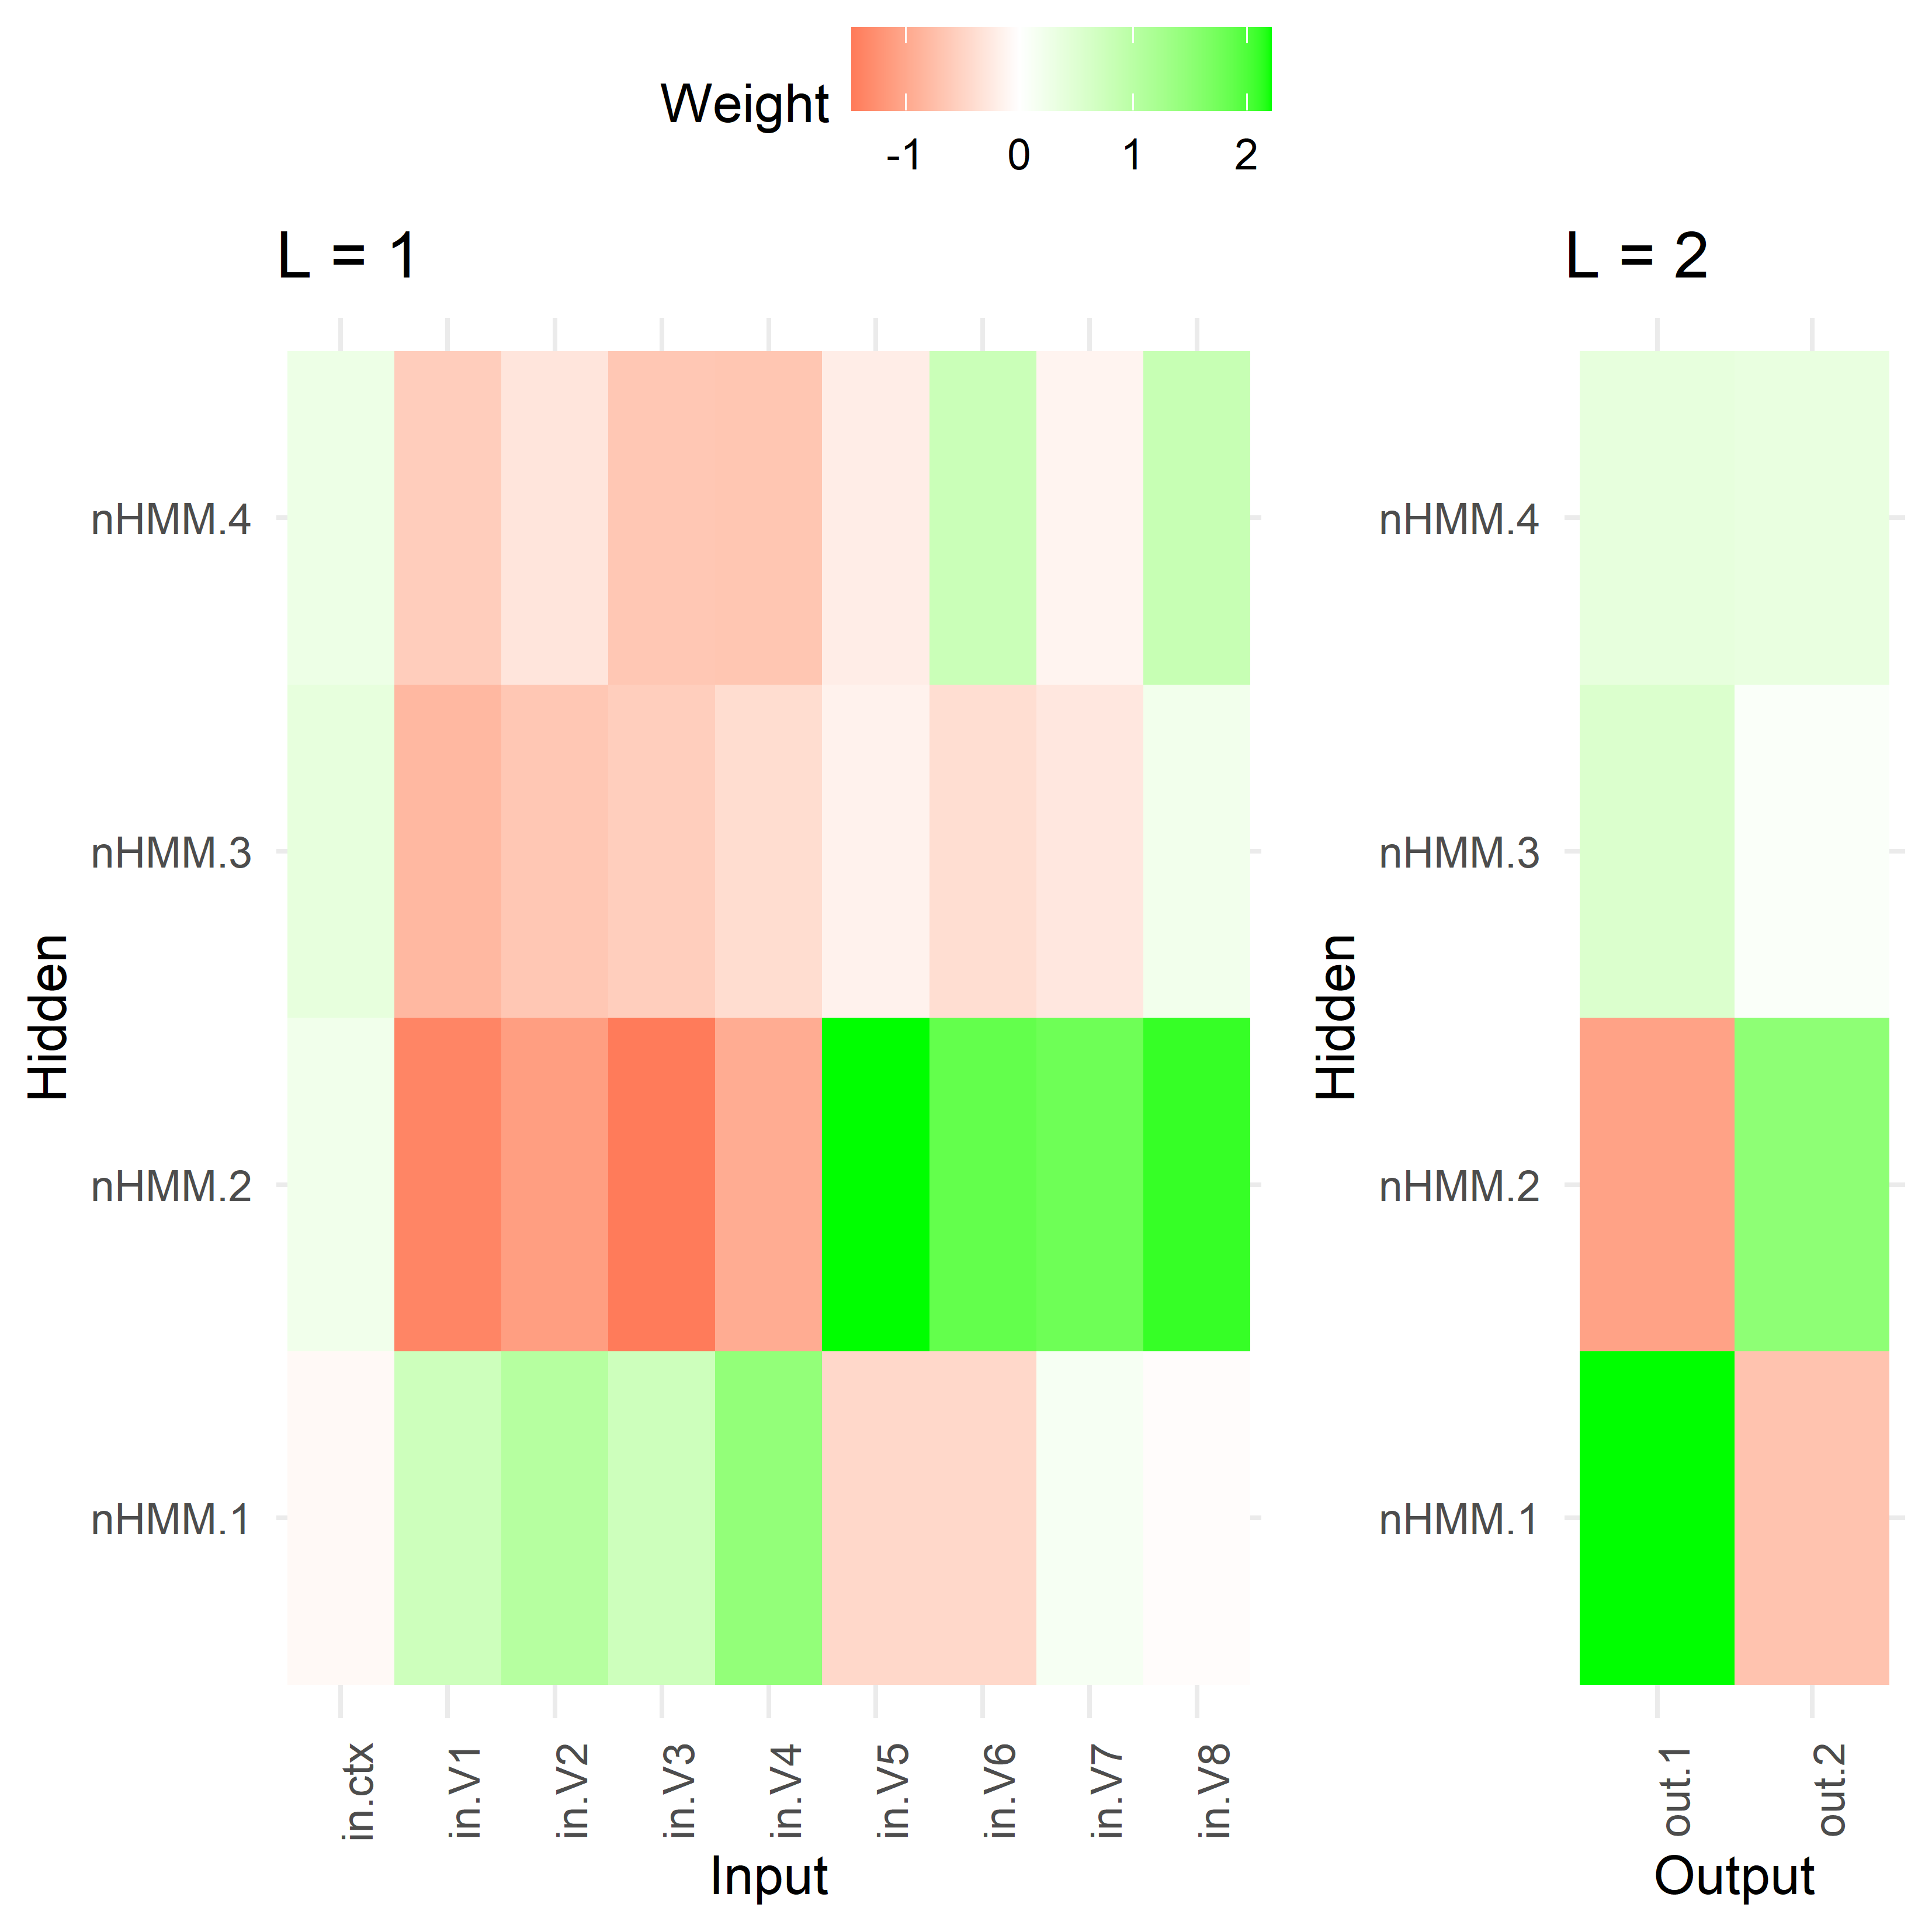 Weight
-1 0 1 2
L = 1
L = 2
nHMM.4
nHMM.3
nHMM.2
nHMM.1
Hidden
in.ctx
in.V1
in.V2
in.V3
in.V4
in.V5
in.V6
in.V7
in.V8
Input
nHMM.4
nHMM.3
nHMM.2
nHMM.1
Hidden
out.1
out.2
Output